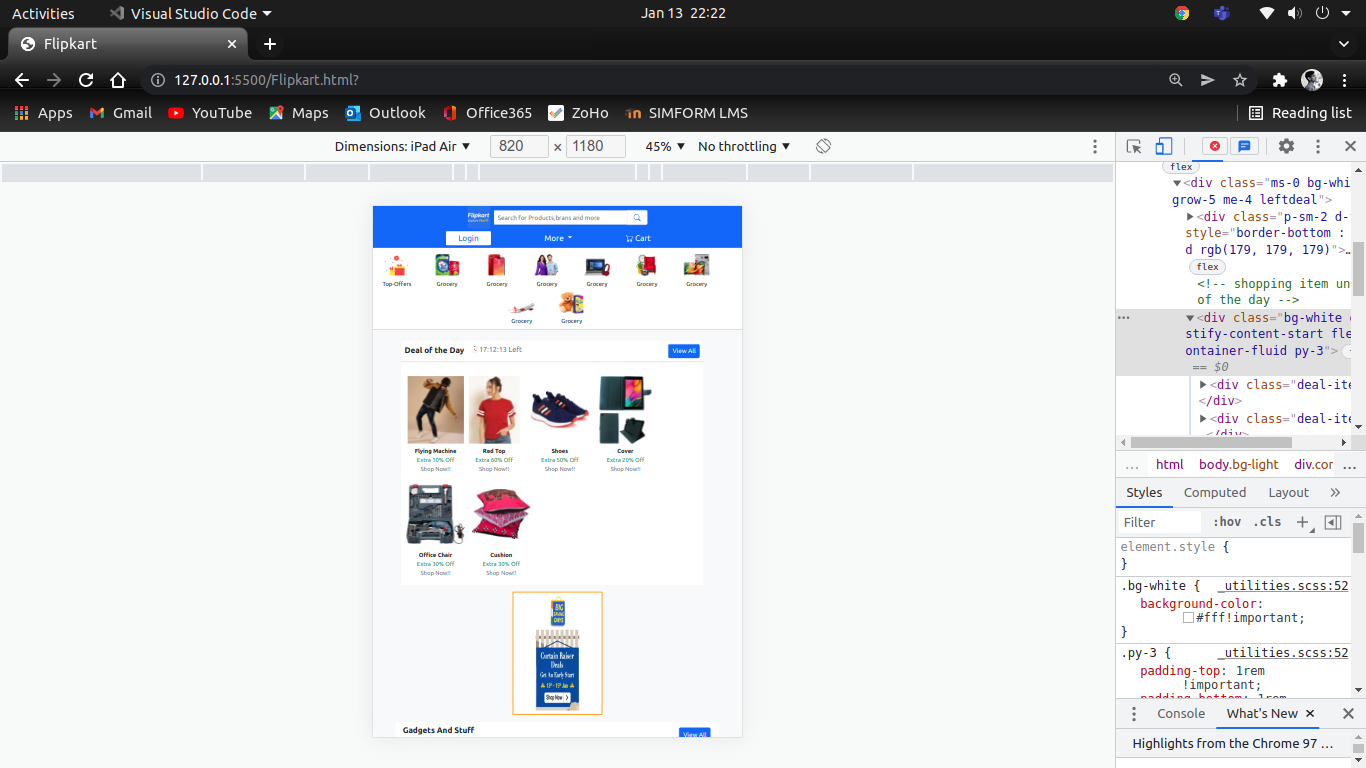 Activities Visual Studio Code Jan 13 22:22
Flipkart
127.0.0.1:5500/Flipkart.html?
Apps Gmail YouTube Maps Outlook Office365 ZoHo SIMFORM LMS Reading list
Dimensions: iPad Air 820 × 1180 45% No throttling
Flipkart Search for Products,brans and more
Login More Cart
Top-Offers Grocery Grocery Grocery Grocery Grocery Grocery
Grocery Grocery
Deal of the Day 17:12:13 Left View All
Flying Machine Red Top Shoes Cover
Extra 10% Off Extra 60% Off Extra 50% Off Extra 20% Off
Shop Now!! Shop Now!! Shop Now!! Shop Now!!
Office Chair Cushion
Extra 30% Off Extra 30% Off
Shop Now!! Shop Now!!
BIG
SAVING
DAYS
Curtain Raiser
Deals
Get An Early Start
Shop Now
Gadgets And Stuff View All
flex
<div class="ms-0 bg-whi
grow-5 me-4 leftdeal">
<div class="p-sm-2 d-
style="border-bottom :
d rgb(179, 179, 179)">…
flex
<!-- shopping item un
of the day -->
<div class="bg-white
stify-content-start fle
ontainer-fluid py-3">
== $0
<div class="deal-ite
</div>
<div class="deal-ite
</div>
… html body.bg-light div.cor …
Styles Computed Layout »
Filter :hov .cls +
element.style {
}
.bg-white { _utilities.scss:52
background-color:
#fff!important;
}
.py-3 { _utilities.scss:52
padding-top: 1rem
!important;
padding-bottom: 1rem
Console What's New
Highlights from the Chrome 97 …